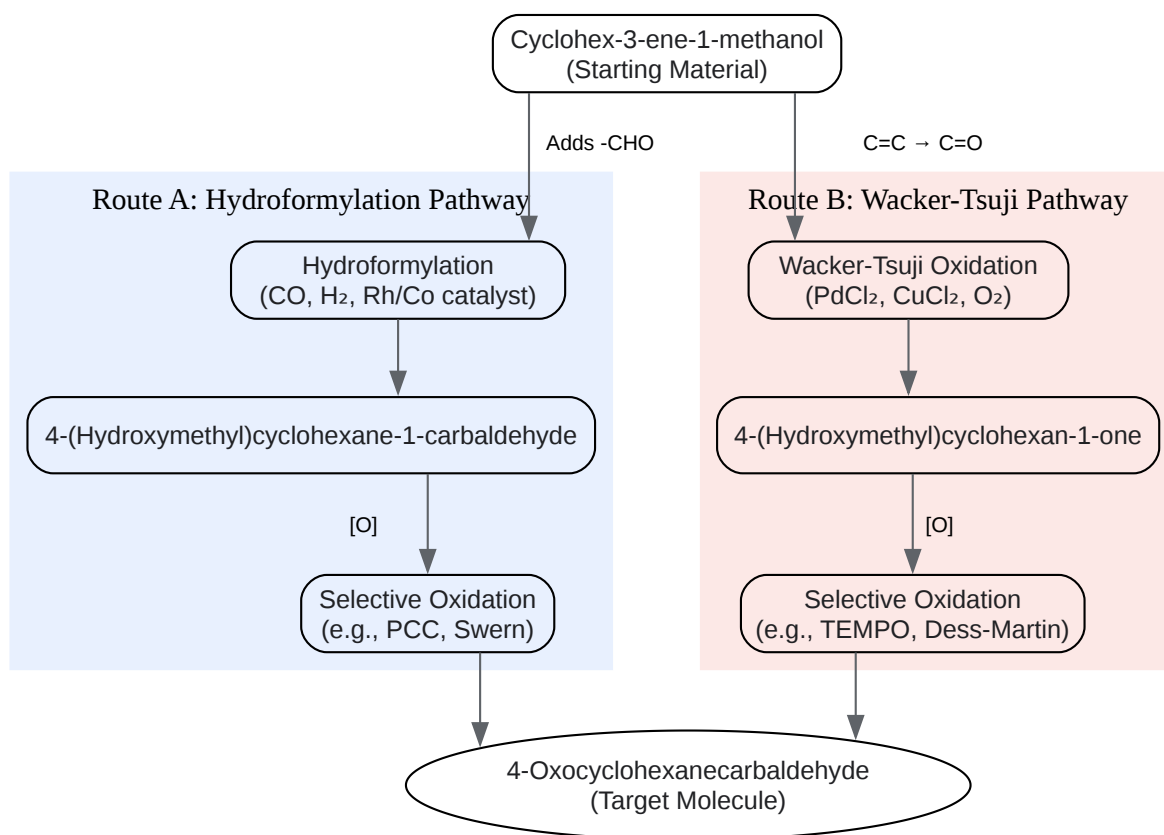 Cyclohex-3-ene-1-methanol
(Starting Material)
Adds -CHO
C=C → C=O
Route A: Hydroformylation Pathway
Route B: Wacker-Tsuji Pathway
Hydroformylation
(CO, H₂, Rh/Co catalyst)
Wacker-Tsuji Oxidation
(PdCl₂, CuCl₂, O₂)
4-(Hydroxymethyl)cyclohexane-1-carbaldehyde
4-(Hydroxymethyl)cyclohexan-1-one
[O]
[O]
Selective Oxidation
(e.g., PCC, Swern)
Selective Oxidation
(e.g., TEMPO, Dess-Martin)
4-Oxocyclohexanecarbaldehyde
(Target Molecule)